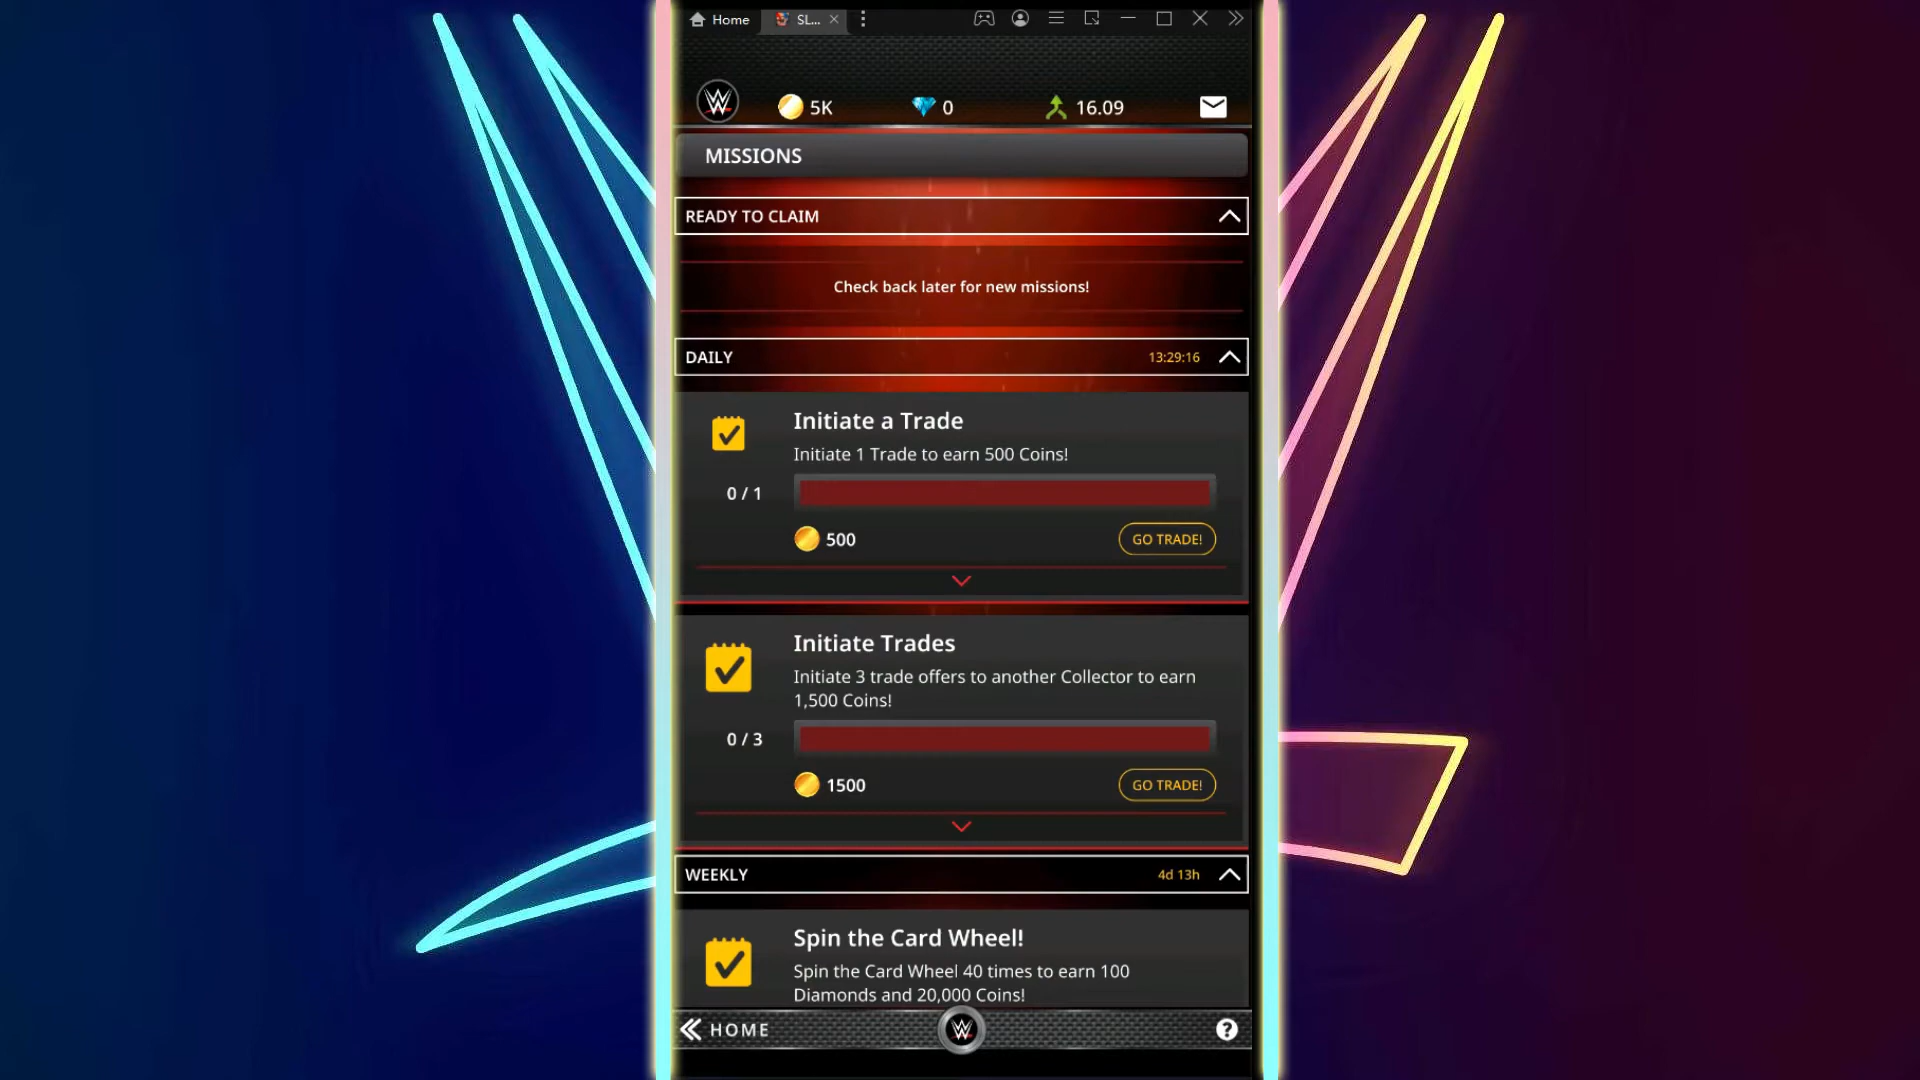 Home
SL...
5K
0
16.09
MISSIONS
READY TO CLAIM
Check back later for new missions!
DAILY
13:29:16
Initiate a Trade
Initiate 1 Trade to earn 500 Coins!
0 / 1
500
GO TRADE!
Initiate Trades
Initiate 3 trade offers to another Collector to earn
1,500 Coins!
0 / 3
1500
GO TRADE!
WEEKLY
4d 13h
Spin the Card Wheel!
Spin the Card Wheel 40 times to earn 100
Diamonds and 20,000 Coins!
HOME